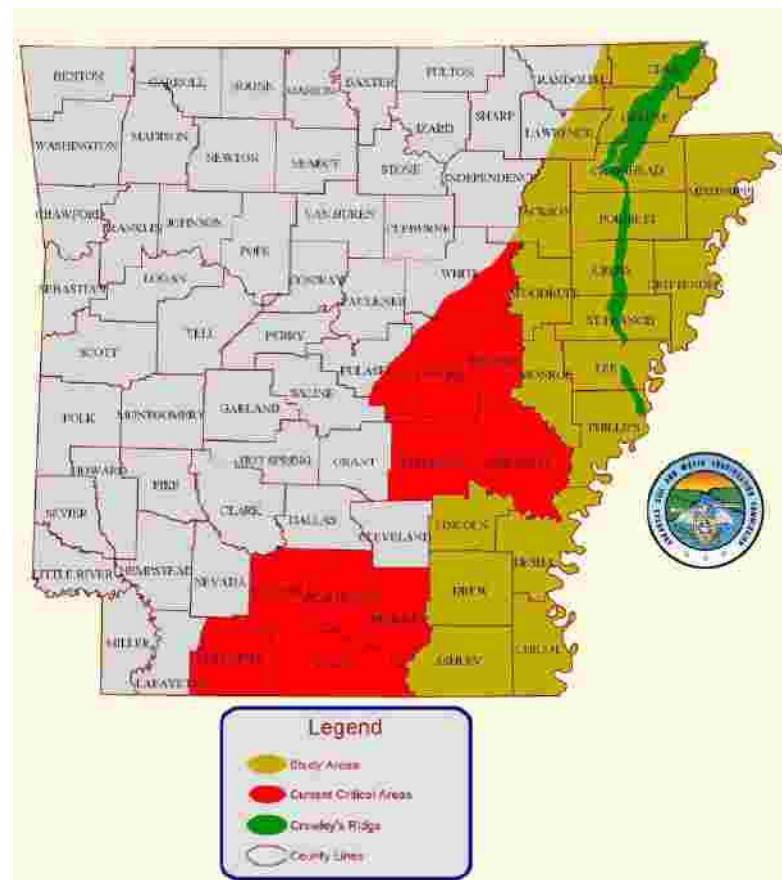 BENTON
CARROLL
MARION
BAXTER
FULTON
RANDOLPH
CLAY
WASHINGTON
MADISON
NEWTON
SEARCY
STONE
IZARD
SHARP
LAWRENCE
GREENE
CRAIGHEAD
MISSISSIPPI
INDEPENDENCE
CRAWFORD
FRANKLIN
JOHNSON
POPE
VAN BUREN
CLEBURNE
JACKSON
POINSETT
SEBASTIAN
LOGAN
CONWAY
FAULKNER
WHITE
WOODRUFF
CROSS
CRITTENDEN
ST.FRANCIS
SCOTT
YELL
PERRY
PULASKI
SALINE
MONROE
LEE
PHILLIPS
POLK
MONTGOMERY
GARLAND
HOT SPRING
GRANT
HOWARD
PIKE
CLARK
DALLAS
CLEVELAND
LINCOLN
SEVIER
LITTLE RIVER
HEMPSTEAD
NEVADA
DESHA
DREW
MILLER
LAFAYETTE
ASHLEY
CHICOT
Legend
Study Areas
Current Critical Areas
Crowley's Ridge
County Lines